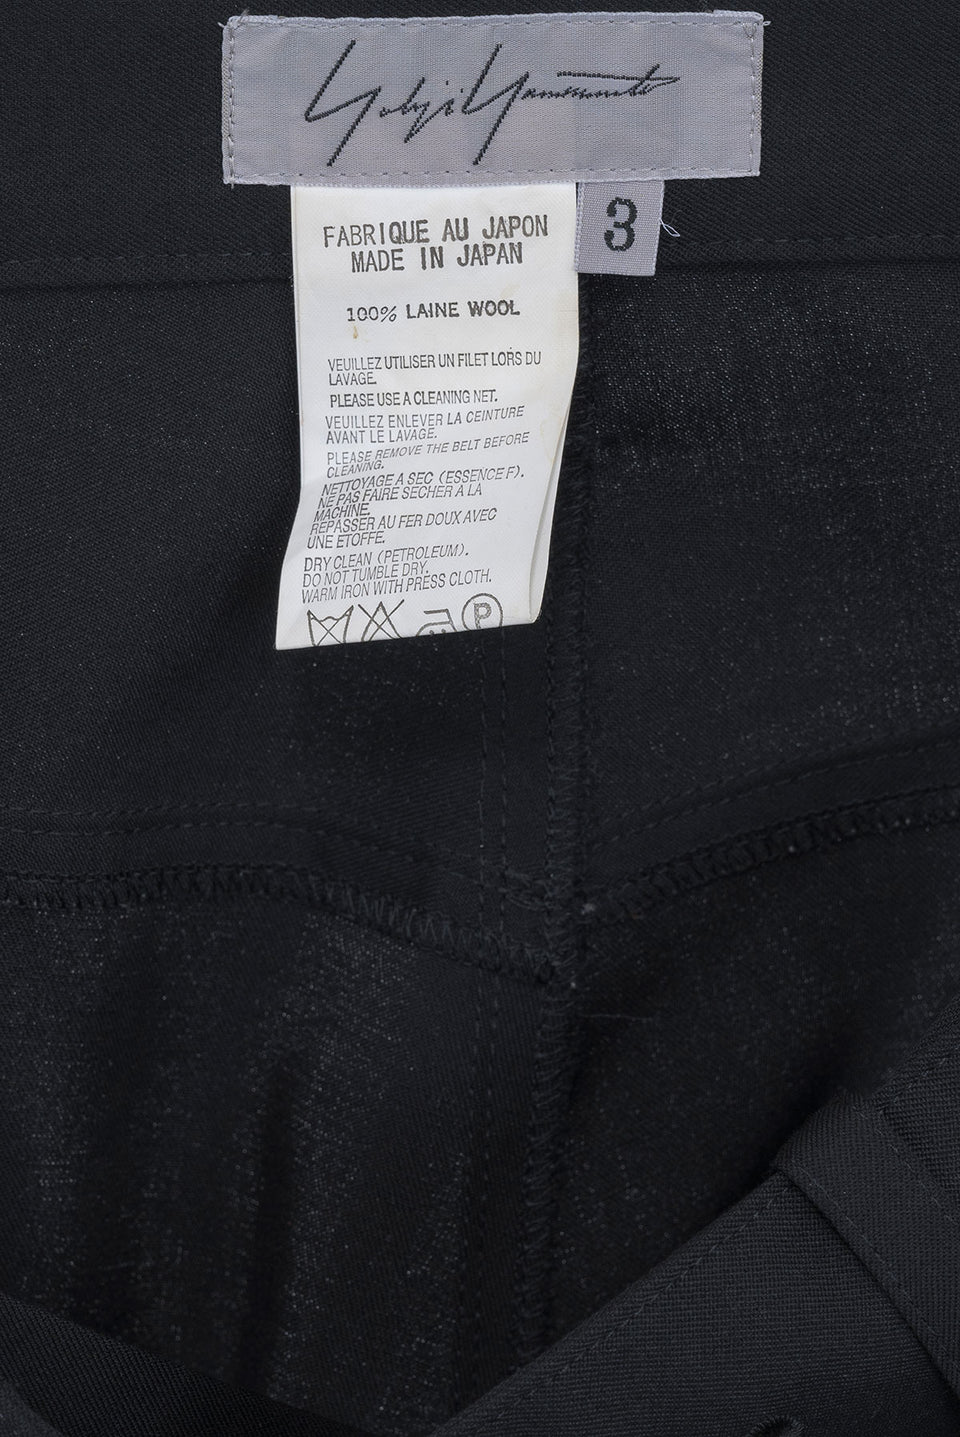 Yohji Yamamoto
3
FABRIQUE AU JAPON
MADE IN JAPAN
100% LAINE WOOL
VEUILLEZ UTILISER UN FILET LORS DU
LAVAGE.
PLEASE USE A CLEANING NET.
VEUILLEZ ENLEVER LA CEINTURE
AVANT LE LAVAGE.
PLEASE REMOVE THE BELT BEFORE
CLEANING.
NETTOYAGE A SEC (ESSENCE F).
NE PAS FAIRE SECHER A LA
MACHINE.
REPASSER AU FER DOUX AVEC
UNE ETOFFE.
DRY CLEAN (PETROLEUM).
DO NOT TUMBLE DRY.
WARM IRON WITH PRESS CLOTH.
P